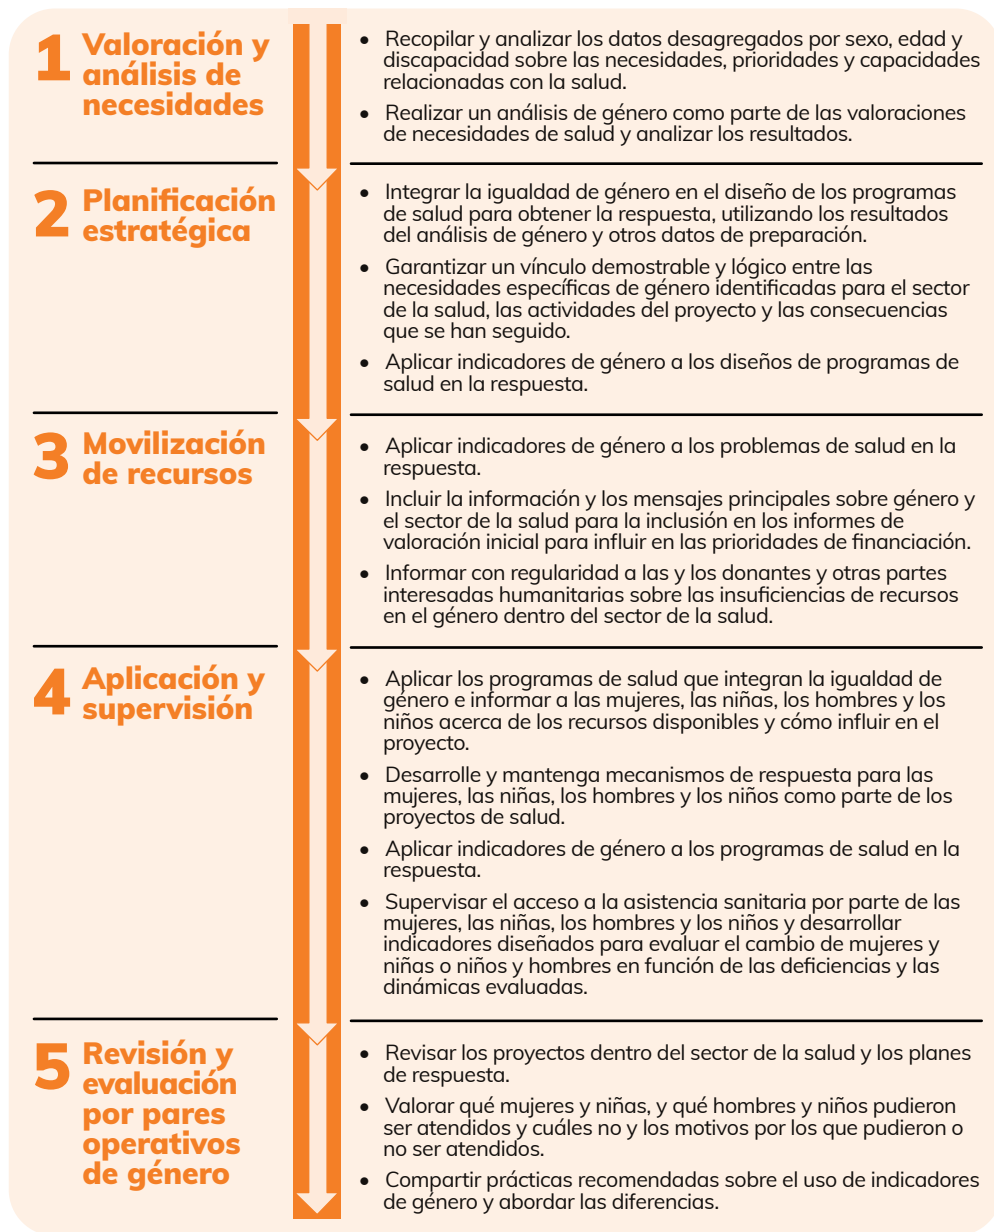 1 Valoración y
análisis de
necesidades
• Recopilar y analizar los datos desagregados por sexo, edad y
discapacidad sobre las necesidades, prioridades y capacidades
relacionadas con la salud.
• Realizar un análisis de género como parte de las valoraciones
de necesidades de salud y analizar los resultados.
2 Planificación
estratégica
• Integrar la igualdad de género en el diseño de los programas
de salud para obtener la respuesta, utilizando los resultados
del análisis de género y otros datos de preparación.
• Garantizar un vínculo demostrable y lógico entre las
necesidades específicas de género identificadas para el sector
de la salud, las actividades del proyecto y las consecuencias
que se han seguido.
• Aplicar indicadores de género a los diseños de programas de
salud en la respuesta.
3 Movilización
de recursos
• Aplicar indicadores de género a los problemas de salud en la
respuesta.
• Incluir la información y los mensajes principales sobre género y
el sector de la salud para la inclusión en los informes de
valoración inicial para influir en las prioridades de financiación.
• Informar con regularidad a las y los donantes y otras partes
interesadas humanitarias sobre las insuficiencias de recursos
en el género dentro del sector de la salud.
4 Aplicación y
supervisión
• Aplicar los programas de salud que integran la igualdad de
género e informar a las mujeres, las niñas, los hombres y los
niños acerca de los recursos disponibles y cómo influir en el
proyecto.
• Desarrolle y mantenga mecanismos de respuesta para las
mujeres, las niñas, los hombres y los niños como parte de los
proyectos de salud.
• Aplicar indicadores de género a los programas de salud en la
respuesta.
• Supervisar el acceso a la asistencia sanitaria por parte de las
mujeres, las niñas, los hombres y los niños y desarrollar
indicadores diseñados para evaluar el cambio de mujeres y
niñas o niños y hombres en función de las deficiencias y las
dinámicas evaluadas.
5 Revisión y
evaluación
por pares
operativos
de género
• Revisar los proyectos dentro del sector de la salud y los planes
de respuesta.
• Valorar qué mujeres y niñas, y qué hombres y niños pudieron
ser atendidos y cuáles no y los motivos por los que pudieron o
no ser atendidos.
• Compartir prácticas recomendadas sobre el uso de indicadores
de género y abordar las diferencias.